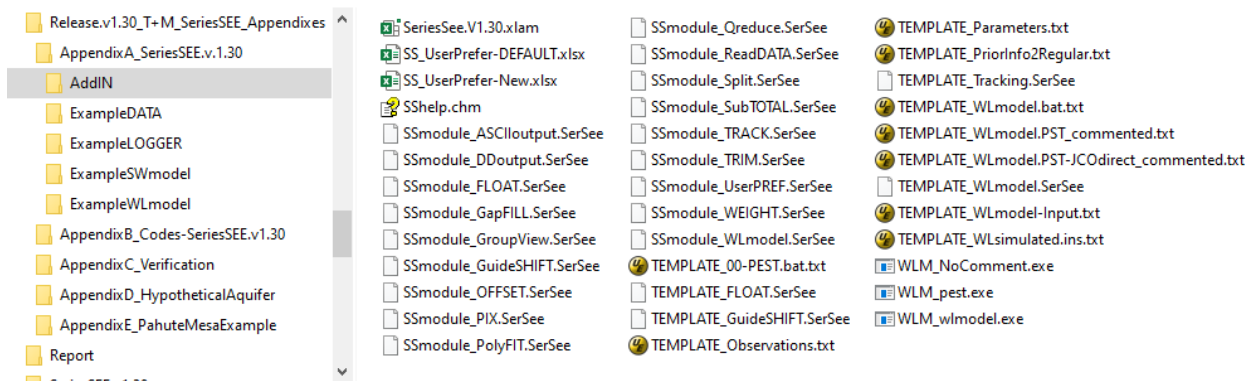 Release.v1.30_T+M_SeriesSEE_Appendixes
AppendixA_SeriesSEE.v.1.30
AddIN
ExampleDATA
ExampleLOGGER
ExampleSWmodel
ExampleWLmodel
AppendixB_Codes-SeriesSEE.v1.30
AppendixC_Verification
AppendixD_HypotheticalAquifer
AppendixE_PahuteMesaExample
Report
SeriesSee.V1.30.xlam
SS_UserPrefer-DEFAULT.xlsx
SS_UserPrefer-New.xlsx
SShelp.chm
SSmodule_ASCIIoutput.SerSee
SSmodule_DDoutput.SerSee
SSmodule_FLOAT.SerSee
SSmodule_GapFILL.SerSee
SSmodule_GroupView.SerSee
SSmodule_GuideSHIFT.SerSee
SSmodule_OFFSET.SerSee
SSmodule_PIX.SerSee
SSmodule_PolyFIT.SerSee
SSmodule_Qreduce.SerSee
SSmodule_ReadDATA.SerSee
SSmodule_Split.SerSee
SSmodule_SubTOTAL.SerSee
SSmodule_TRACK.SerSee
SSmodule_TRIM.SerSee
SSmodule_UserPREF.SerSee
SSmodule_WEIGHT.SerSee
SSmodule_WLmodel.SerSee
TEMPLATE_00-PEST.bat.txt
TEMPLATE_FLOAT.SerSee
TEMPLATE_GuideSHIFT.SerSee
TEMPLATE_Observations.txt
TEMPLATE_Parameters.txt
TEMPLATE_PriorInfo2Regular.txt
TEMPLATE_Tracking.SerSee
TEMPLATE_WLmodel.bat.txt
TEMPLATE_WLmodel.PST_commented.txt
TEMPLATE_WLmodel.PST-JCOdirect_commented.txt
TEMPLATE_WLmodel.SerSee
TEMPLATE_WLmodel-Input.txt
TEMPLATE_WLsimulated.ins.txt
WLM_NoComment.exe
WLM_pest.exe
WLM_wlmodel.exe